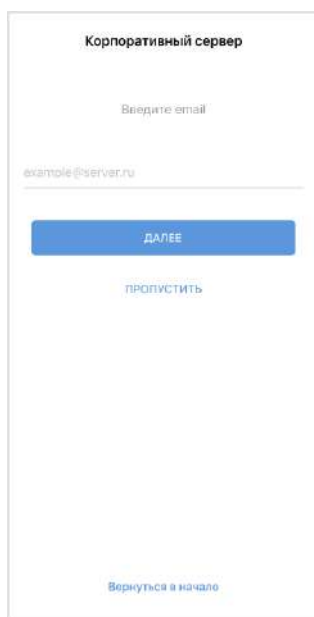 Корпоративный сервер
Введите email
example@server.ru
ДАЛЕЕ
ПРОПУСТИТЬ
Вернуться в начало